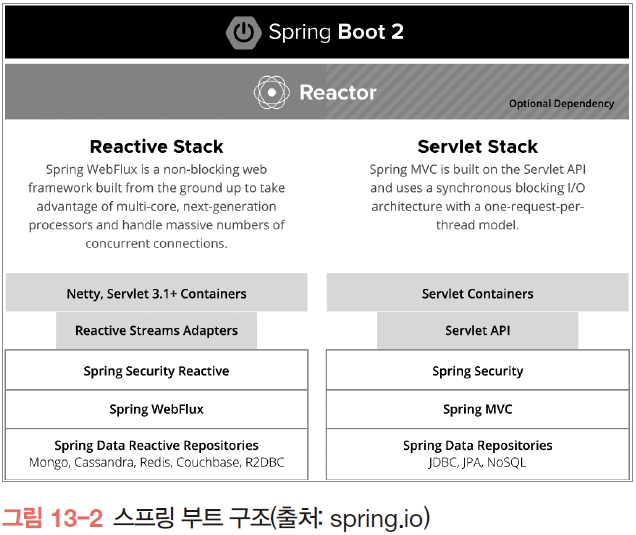 Spring Boot 2
Reactor
Optional Dependency
Reactive Stack
Spring WebFlux is a non-blocking web
framework built from the ground up to take
advantage of multi-core, next-generation
processors and handle massive numbers of
concurrent connections.
Netty, Servlet 3.1+ Containers
Reactive Streams Adapters
Spring Security Reactive
Spring WebFlux
Spring Data Reactive Repositories
Mongo, Cassandra, Redis, Couchbase, R2DBC
Servlet Stack
Spring MVC is built on the Servlet API
and uses a synchronous blocking I/O
architecture with a one-request-per-
thread model.
Servlet Containers
Servlet API
Spring Security
Spring MVC
Spring Data Repositories
JDBC, JPA, NoSQL
그림 13-2 스프링 부트 구조(출처: spring.io)